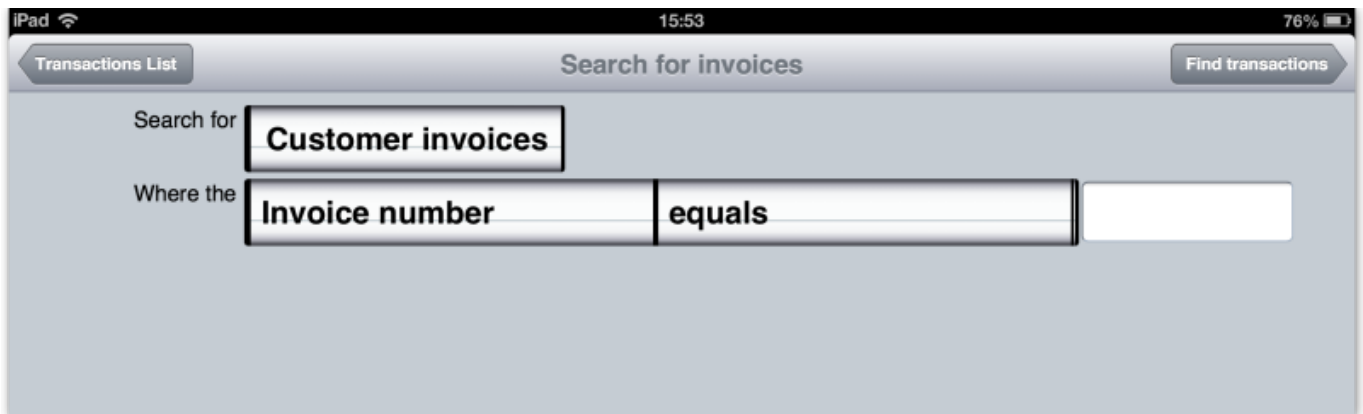 iPad 15:53 76%
Transactions List Search for invoices Find transactions
Search for Customer invoices
Where the Invoice number equals